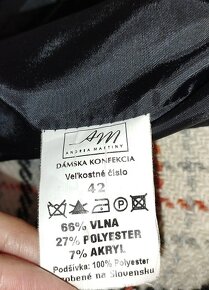 AM
ANDREA MARTINY
DÁMSKA KONFEKCIA
Veľkostné číslo
42
P
66% VLNA
27% POLYESTER
7% AKRYL
Podšívka: 100% Polyester
robené na Slovensku